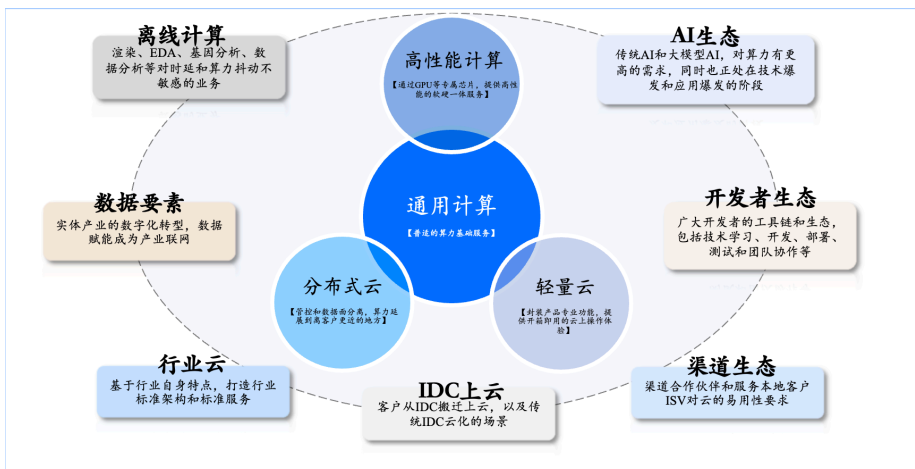 离线计算
渲染、EDA、基因分析、数
据分析等对时延和算力抖动不
敏感的业务
高性能计算
【通过GPU等专属芯片，提供高性
能的软硬一体服务】
AI生态
传统AI和大模型AI，对算力有更
高的需求，同时也正处在技术爆
发和应用爆发的阶段
数据要素
实体产业的数字化转型，数据
赋能成为产业联网
通用计算
【普适的算力基础服务】
开发者生态
广大开发者的工具链和生态，
包括技术学习、开发、部署、
测试和团队协作等
分布式云
【管控和数据面分离，算力延
展到离客户更近的地方】
轻量云
【封装产品专业功能，提
供开箱即用的云上操作体
验】
行业云
基于行业自身特点，打造行业
标准架构和标准服务
IDC上云
客户从IDC搬迁上云，以及传
统IDC云化的场景
渠道生态
渠道合作伙伴和服务本地客户
ISV对云的易用性要求